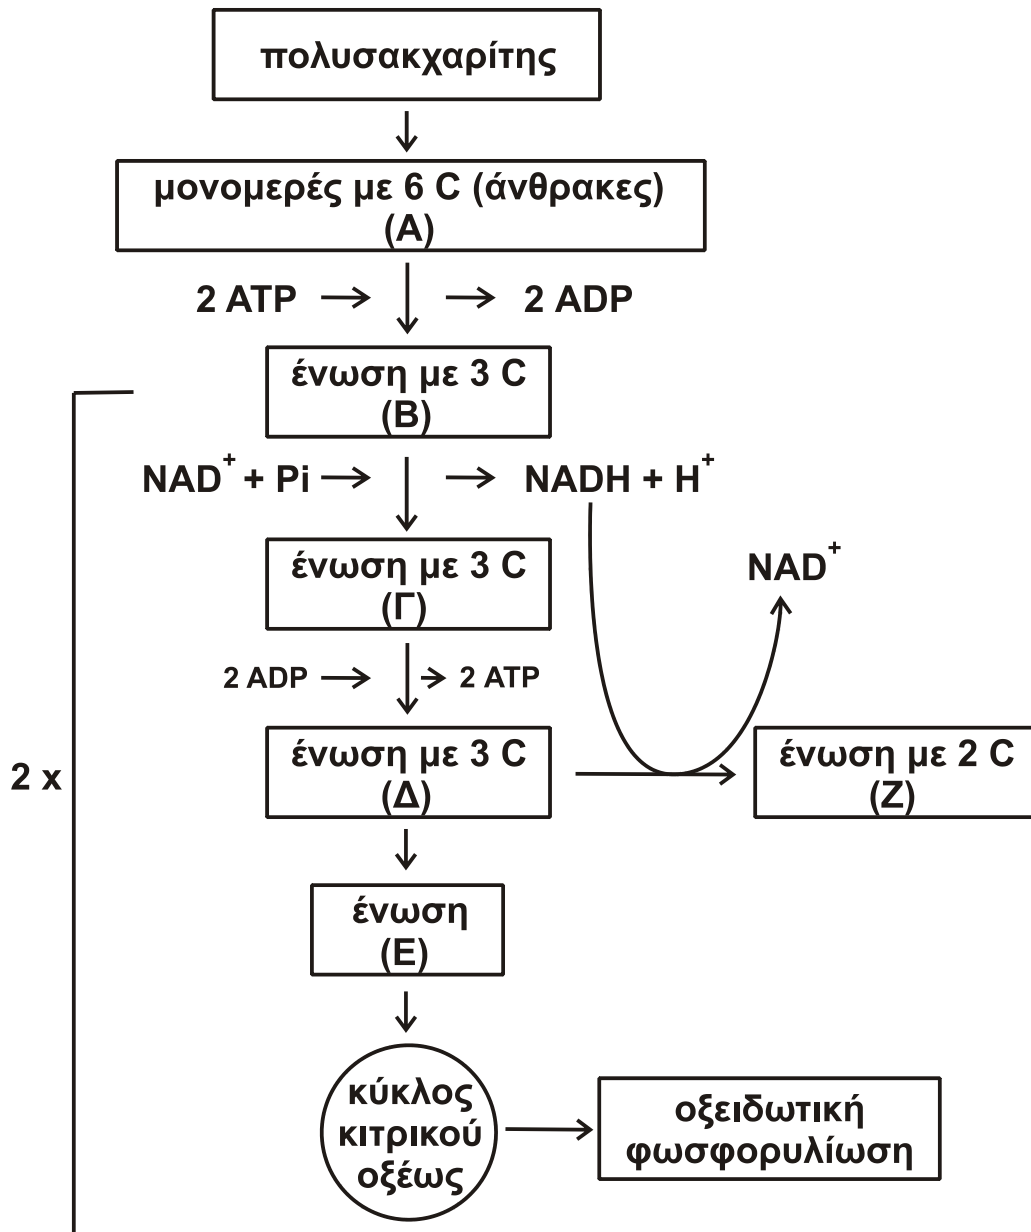 πολυσακχαρίτης
μονομερές με 6 C (άνθρακες)
(Α)
2 ATP
2 ADP
ένωση με 3 C
(Β)
NAD⁺ + Pi
NADH + H⁺
ένωση με 3 C
(Γ)
NAD⁺
2 ADP
2 ATP
2 x
ένωση με 3 C
(Δ)
ένωση με 2 C
(Ζ)
ένωση
(Ε)
κύκλος
κιτρικού
οξέως
οξειδωτική
φωσφορυλίωση